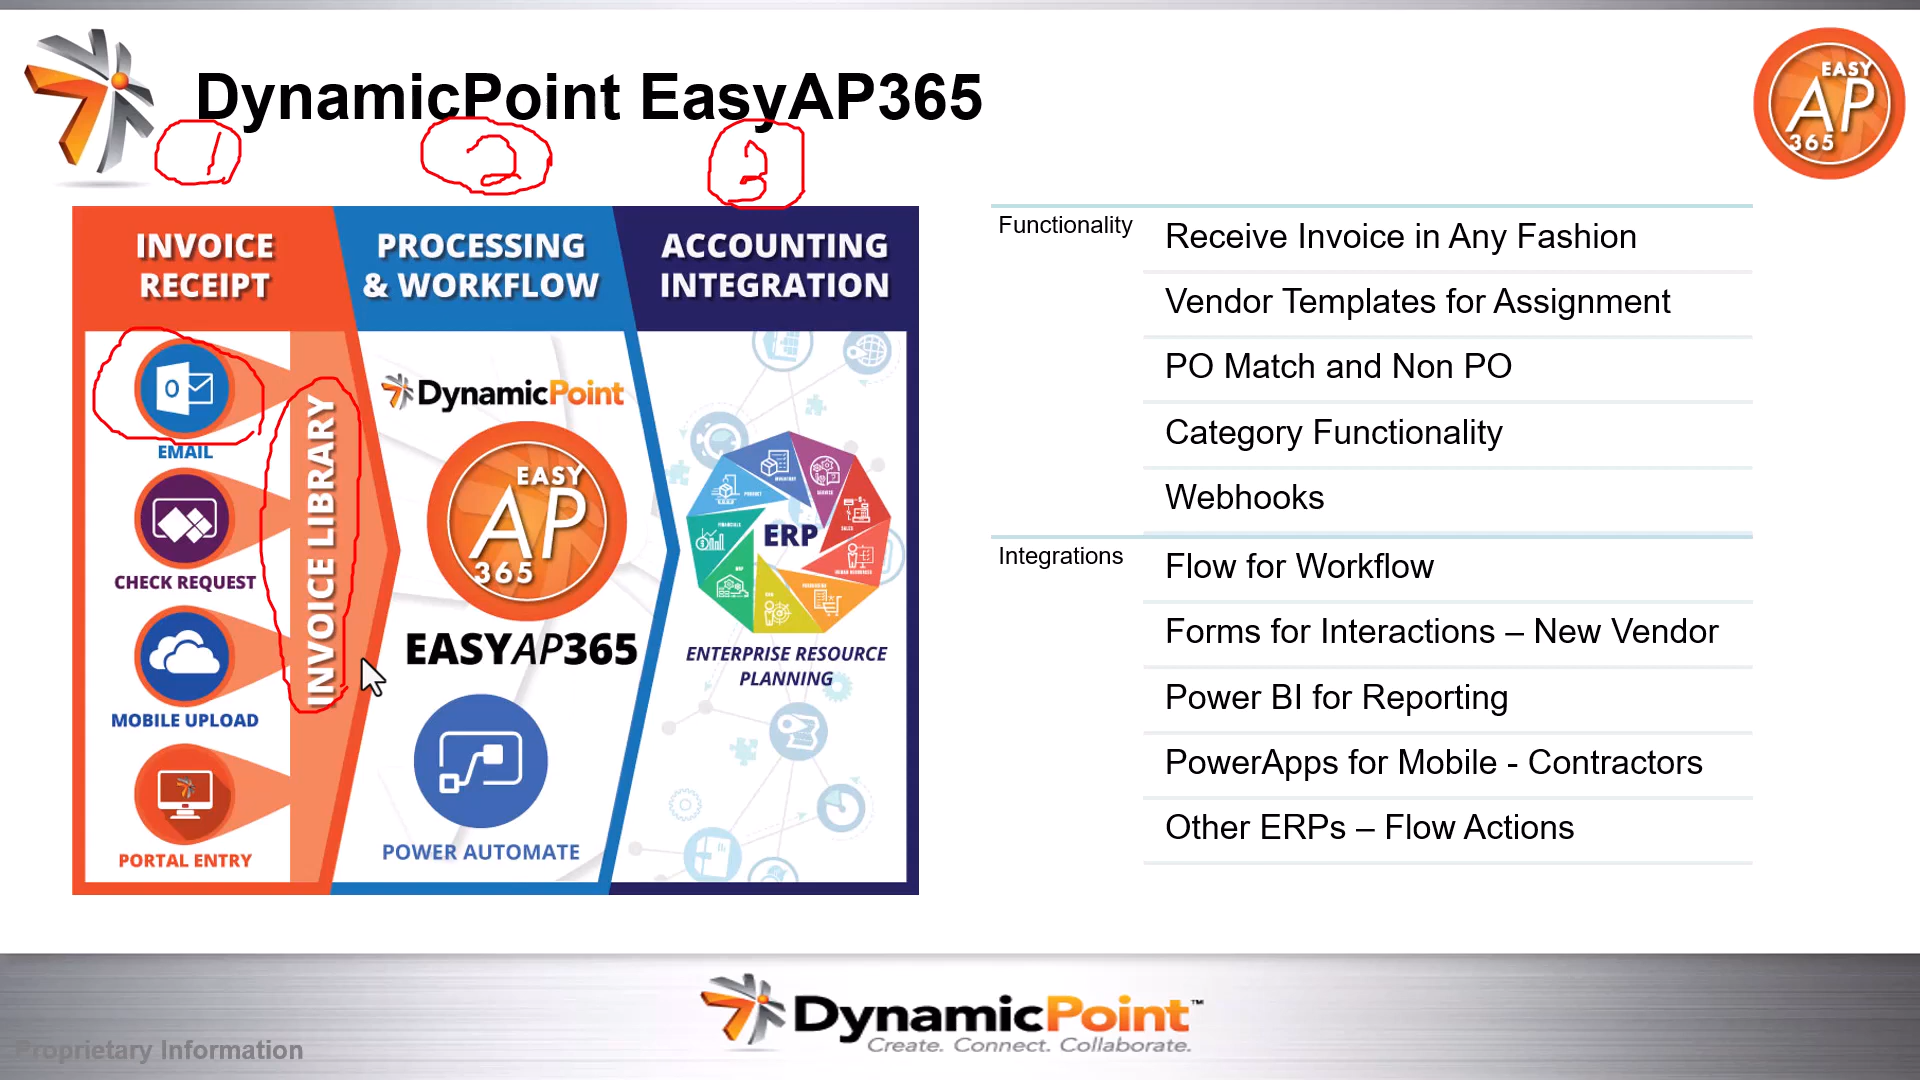 DynamicPoint EasyAP365
EASY
AP
365
1
2
3
INVOICE
RECEIPT
PROCESSING
& WORKFLOW
ACCOUNTING
INTEGRATION
EMAIL
CHECK REQUEST
MOBILE UPLOAD
PORTAL ENTRY
INVOICE LIBRARY
DynamicPoint
EASY
AP
365
EASYAP365
POWER AUTOMATE
ERP
ENTERPRISE RESOURCE
PLANNING
Functionality
Receive Invoice in Any Fashion
Vendor Templates for Assignment
PO Match and Non PO
Category Functionality
Webhooks
Integrations
Flow for Workflow
Forms for Interactions – New Vendor
Power BI for Reporting
PowerApps for Mobile - Contractors
Other ERPs – Flow Actions
DynamicPoint™
Create. Connect. Collaborate.
Proprietary Information